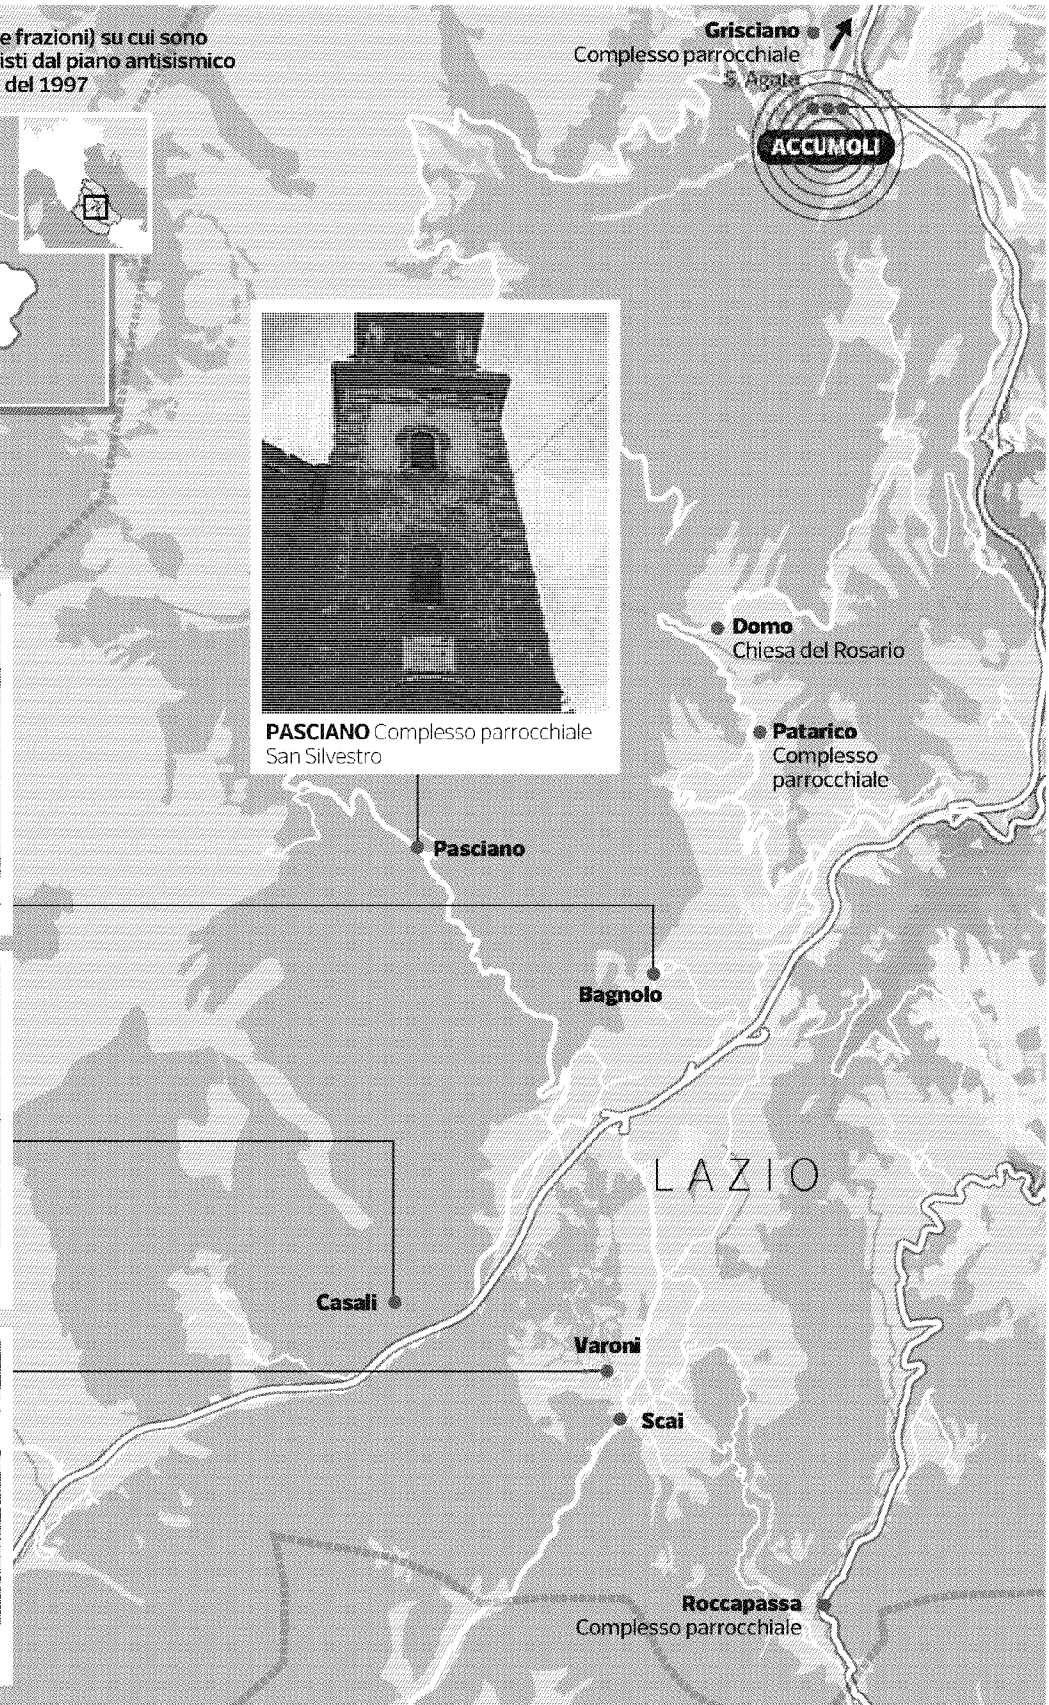 e frazioni) su cui sono
isti dal piano antisismico
del 1997
Grisciano
Complesso parrocchiale
S. Agata
ACCUMOLI
Domo
Chiesa del Rosario
PASCIANO Complesso parrocchiale
San Silvestro
Patarico
Complesso
parrocchiale
Pasciano
Bagnolo
LAZIO
Casali
Varoni
Scai
Roccapassa
Complesso parrocchiale